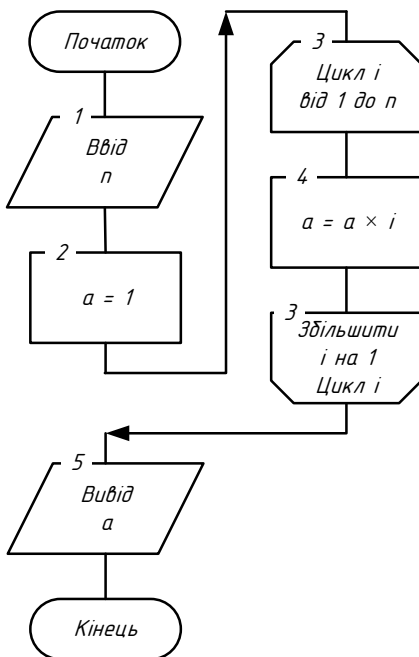 Початок
1
Ввід
n
2
a = 1
3
Цикл i
від 1 до n
4
a = a × i
3
Збільшити
i на 1
Цикл i
5
Вивід
a
Кінець